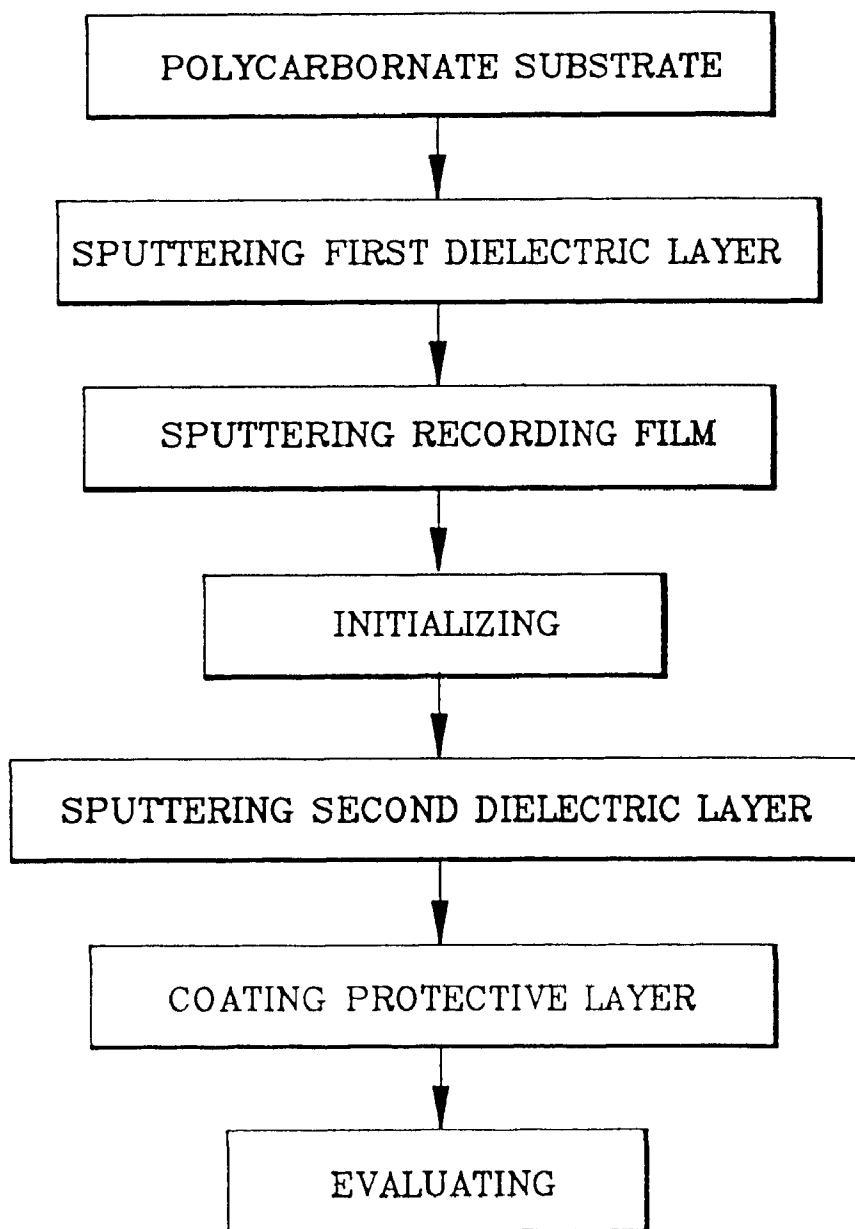 POLYCARBORNATE SUBSTRATE
SPUTTERING FIRST DIELECTRIC LAYER
SPUTTERING RECORDING FILM
INITIALIZING
SPUTTERING SECOND DIELECTRIC LAYER
COATING PROTECTIVE LAYER
EVALUATING